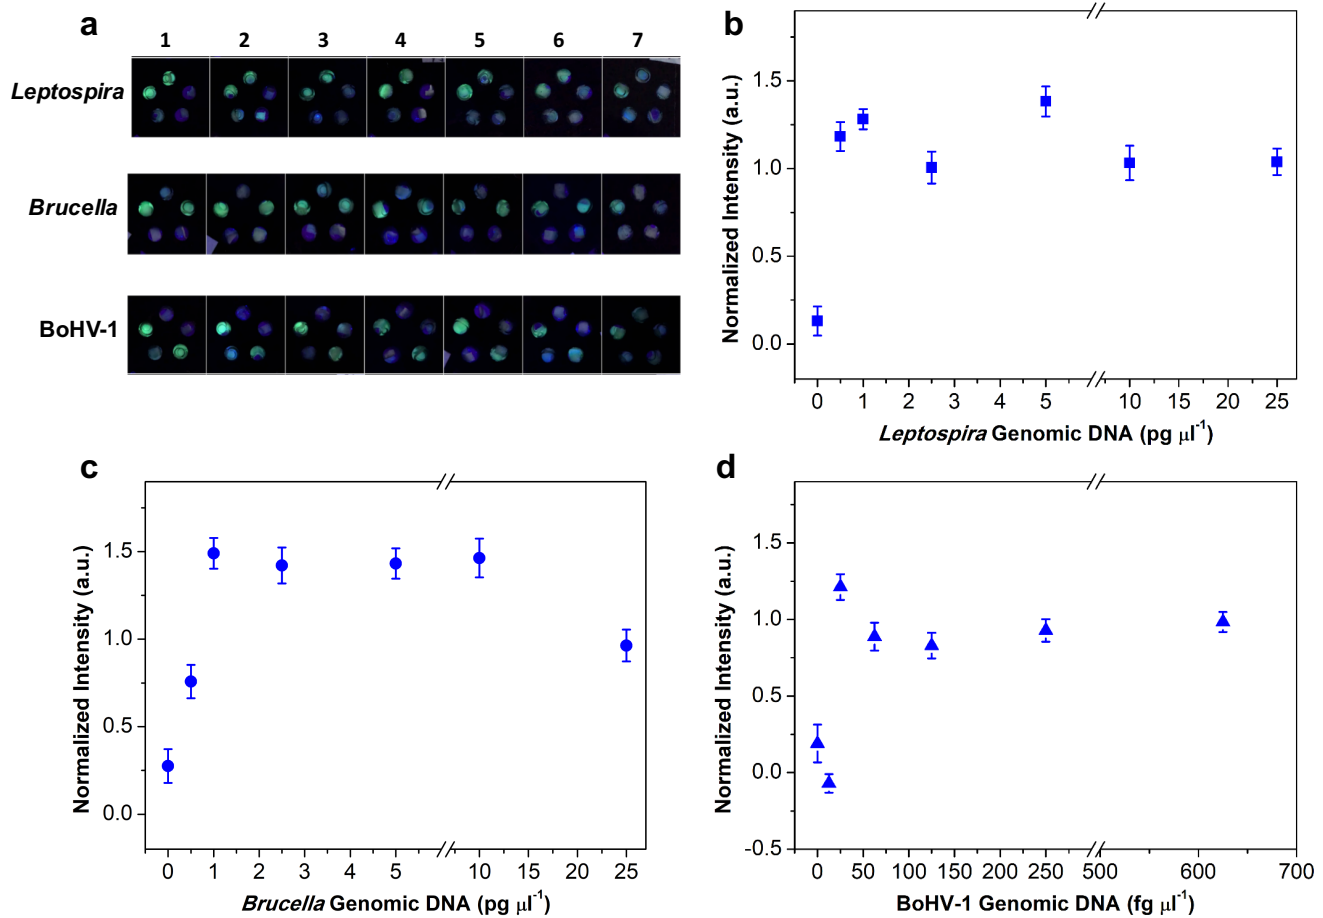 a
1 2 3 4 5 6 7
Leptospira
Brucella
BoHV-1
b
Normalized Intensity (a.u.)
1.5
1.0
0.5
0.0
0 1 2 3 4 5 10 15 20 25
Leptospira Genomic DNA (pg µl⁻¹)
c
Normalized Intensity (a.u.)
1.5
1.0
0.5
0.0
0 1 2 3 4 5 10 15 20 25
Brucella Genomic DNA (pg µl⁻¹)
d
Normalized Intensity (a.u.)
1.5
1.0
0.5
0.0
-0.5
0 50 100 150 200 250 500 600 700
BoHV-1 Genomic DNA (fg µl⁻¹)